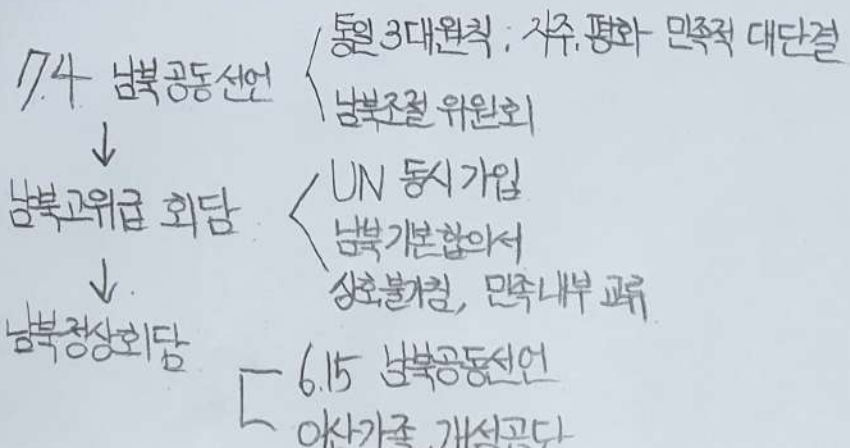 통일 3대원칙 : 자주, 평화 민족적 대단결
7.4 남북공동선언
남북조절 위원회
UN 동시가입
남북고위급 회담
남북기본합의서
상호불가침, 민족내부 교류
남북정상회담
6.15 남북공동선언
이산가족, 개성공단